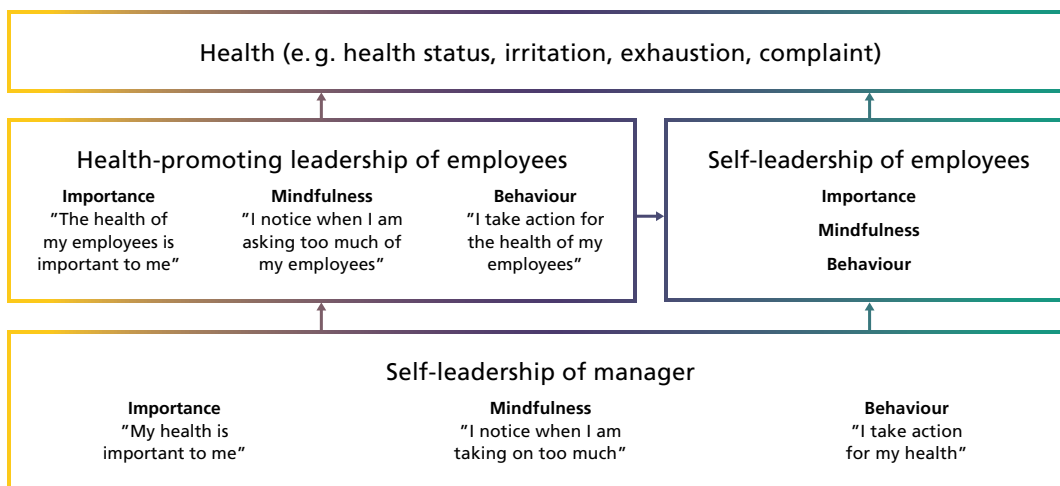 Health (e. g. health status, irritation, exhaustion, complaint)
Health-promoting leadership of employees
Importance
”The health of
my employees is
important to me”
Mindfulness
”I notice when I am
asking too much of
my employees”
Behaviour
”I take action for
the health of my
employees”
Self-leadership of employees
Importance
Mindfulness
Behaviour
Self-leadership of manager
Importance
”My health is
important to me”
Mindfulness
”I notice when I am
taking on too much”
Behaviour
”I take action
for my health”